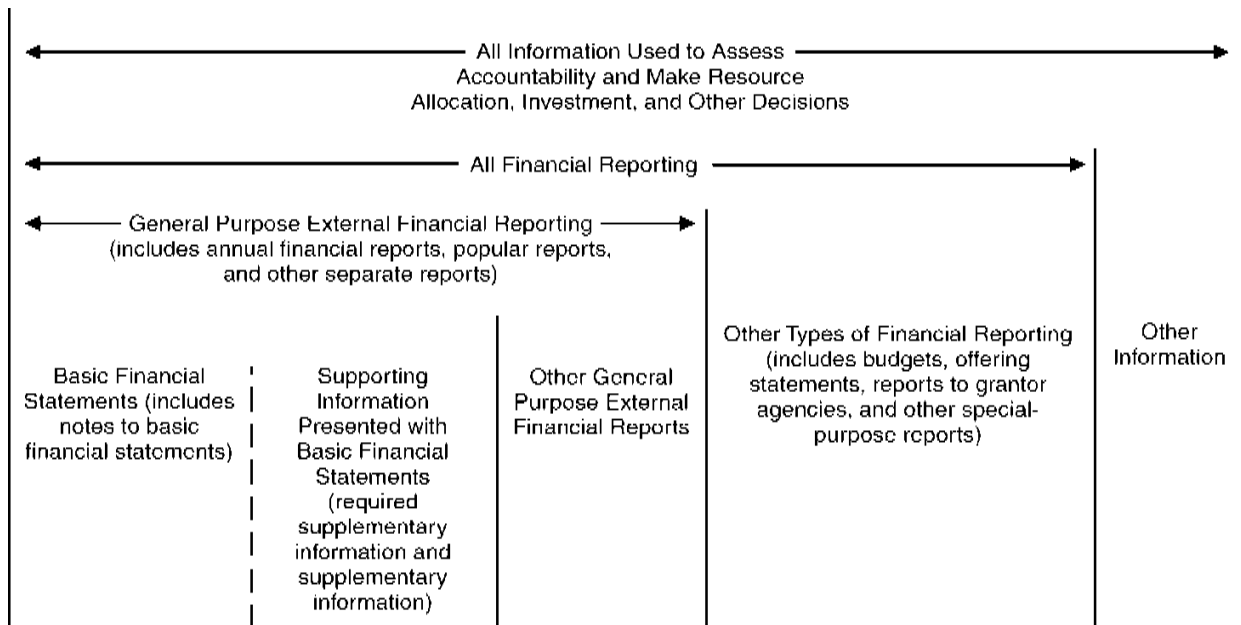 All Information Used to Assess
Accountability and Make Resource
Allocation, Investment, and Other Decisions
All Financial Reporting
General Purpose External Financial Reporting
(includes annual financial reports, popular reports,
and other separate reports)
Basic Financial
Statements (includes
notes to basic
financial statements)
Supporting
Information
Presented with
Basic Financial
Statements
(required
supplementary
information and
supplementary
information)
Other General
Purpose External
Financial Reports
Other Types of Financial Reporting
(includes budgets, offering
statements, reports to grantor
agencies, and other special-
purpose reports)
Other
Information